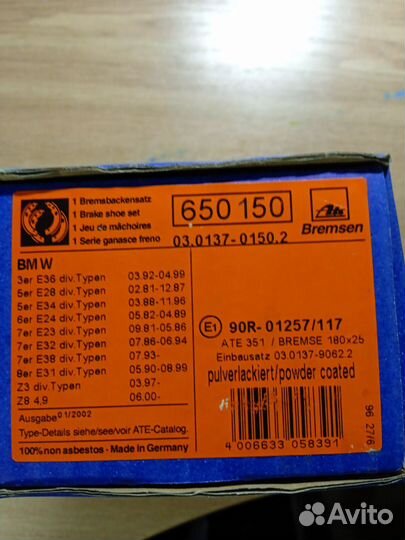 1 Bremsbackensatz
1 Brake shoe set
1 Jeu de mâchoires
1 Serie ganasce freno
650 150
03.0137-0150.2
Ate
Bremsen
BMW
3er E36 div.Typen 03.92-04.99
5er E28 div.Typen 02.81-12.87
5er E34 div.Typen 03.88-11.96
6er E24 div.Typen 05.82-04.89
7er E23 div.Typen 09.81-05.86
7er E32 div.Typen 07.86-06.94
7er E38 div.Typen 07.93-
8er E31 div.Typen 05.90-08.99
Z3 div.Typen 03.97-
Z8 4,9 06.00-
Ausgabe 01/2002
Type-Details siehe/see/voir ATE-Catalog.
100% non asbestos - Made in Germany
E1 90R-01257/117
ATE 351 / BREMSE 180x25
Einbausatz 03.0137-9062.2
pulverlackiert/powder coated
4 006633 058391
96 27/6
Avito